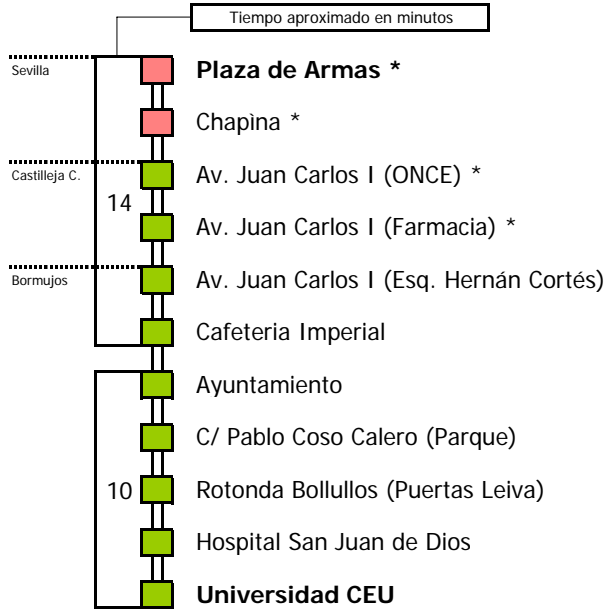 Tiempo aproximado en minutos
Sevilla
Plaza de Armas *
Chapìna *
Castilleja C.
Av. Juan Carlos I (ONCE) *
14
Av. Juan Carlos I (Farmacia) *
Bormujos
Av. Juan Carlos I (Esq. Hernán Cortés)
Cafeteria Imperial
Ayuntamiento
C/ Pablo Coso Calero (Parque)
10
Rotonda Bollullos (Puertas Leiva)
Hospital San Juan de Dios
Universidad CEU